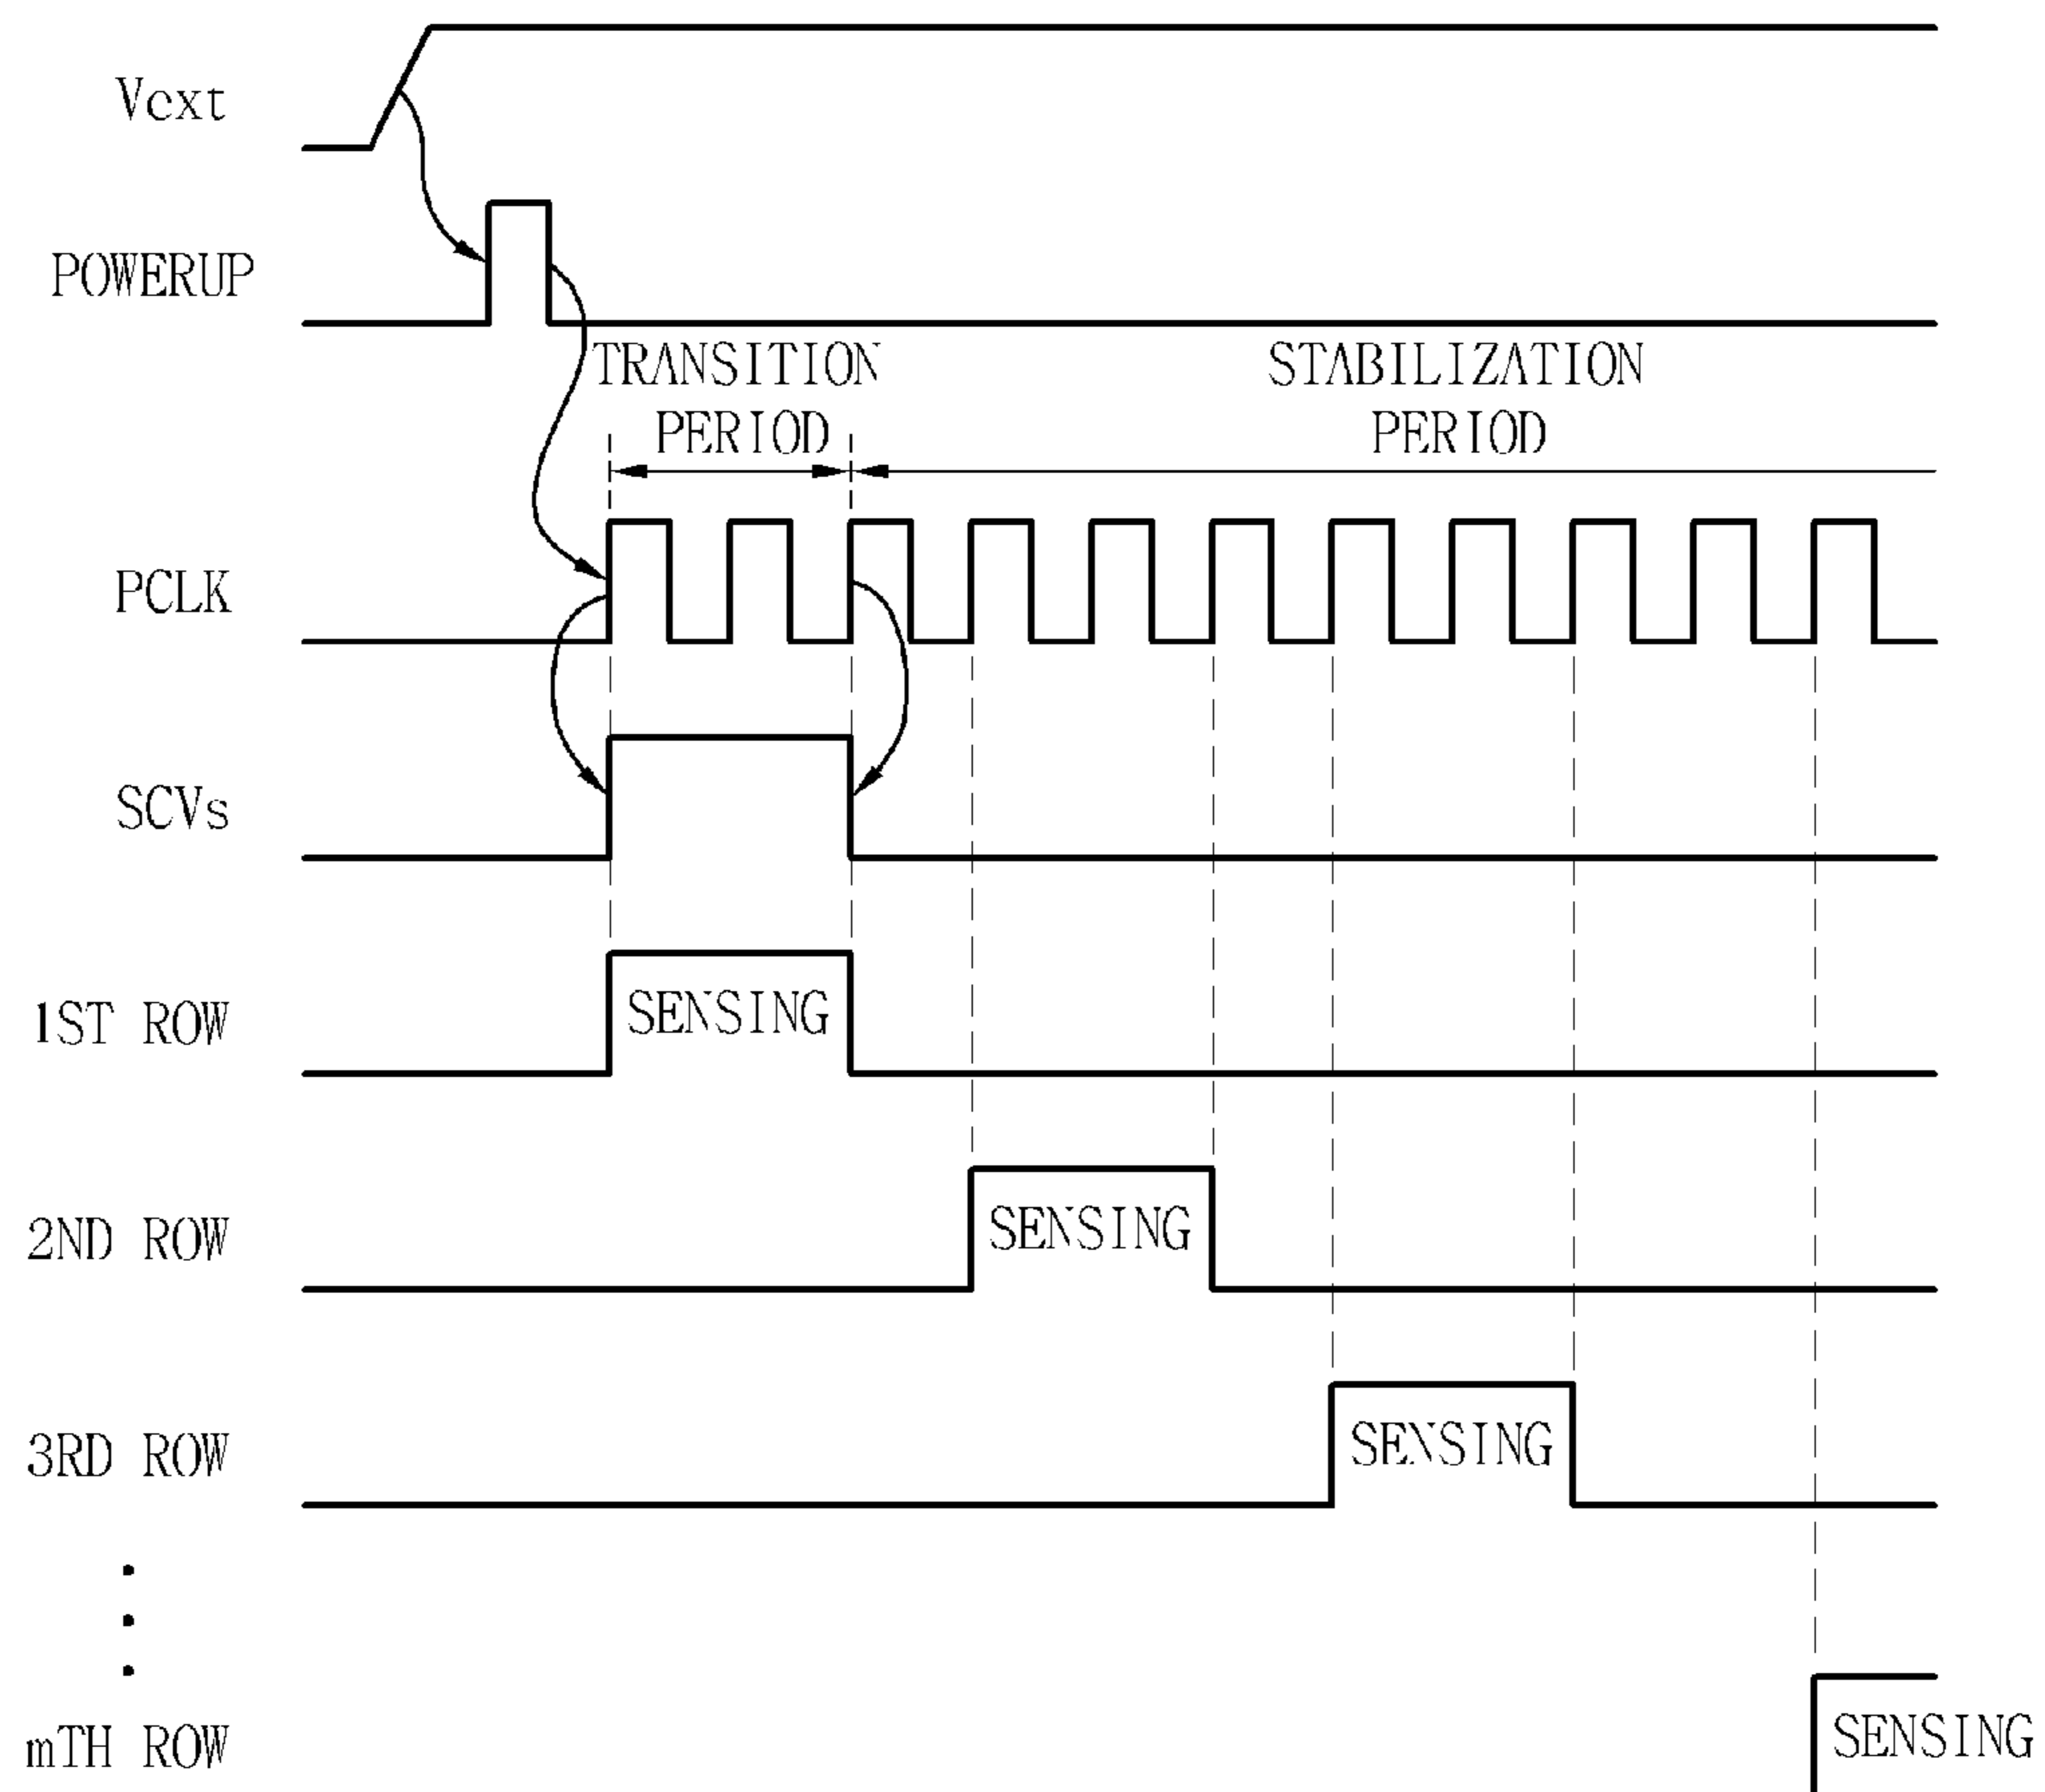 Vext
POWERUP
TRANSITION
PERIOD
STABILIZATION
PERIOD
PCLK
SCVs
1ST ROW
SENSING
2ND ROW
SENSING
3RD ROW
SENSING
mTH ROW
SENSING